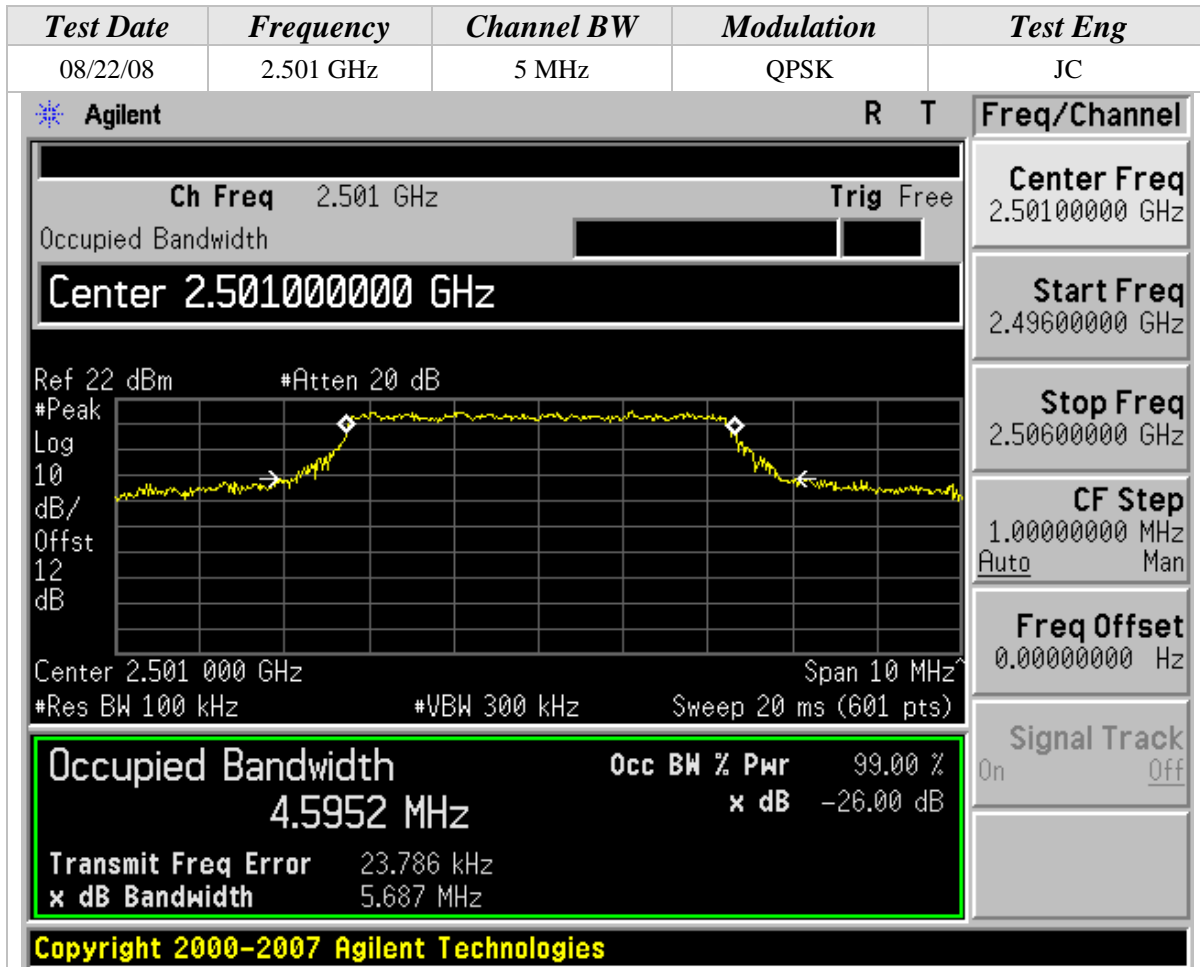 Test Date Frequency Channel BW Modulation Test Eng
08/22/08 2.501 GHz 5 MHz QPSK JC
Agilent R T Freq/Channel
Ch Freq 2.501 GHz Trig Free
Occupied Bandwidth
Center 2.501000000 GHz
Center Freq
2.50100000 GHz
Start Freq
2.49600000 GHz
Stop Freq
2.50600000 GHz
CF Step
1.00000000 MHz
Auto Man
Freq Offset
0.00000000 Hz
Signal Track
On Off
Ref 22 dBm #Atten 20 dB
#Peak
Log
10
dB/
Offst
12
dB
Center 2.501 000 GHz Span 10 MHz^
#Res BW 100 kHz #VBW 300 kHz Sweep 20 ms (601 pts)
Occupied Bandwidth Occ BW % Pwr 99.00 %
4.5952 MHz x dB -26.00 dB
Transmit Freq Error 23.786 kHz
x dB Bandwidth 5.687 MHz
Copyright 2000-2007 Agilent Technologies